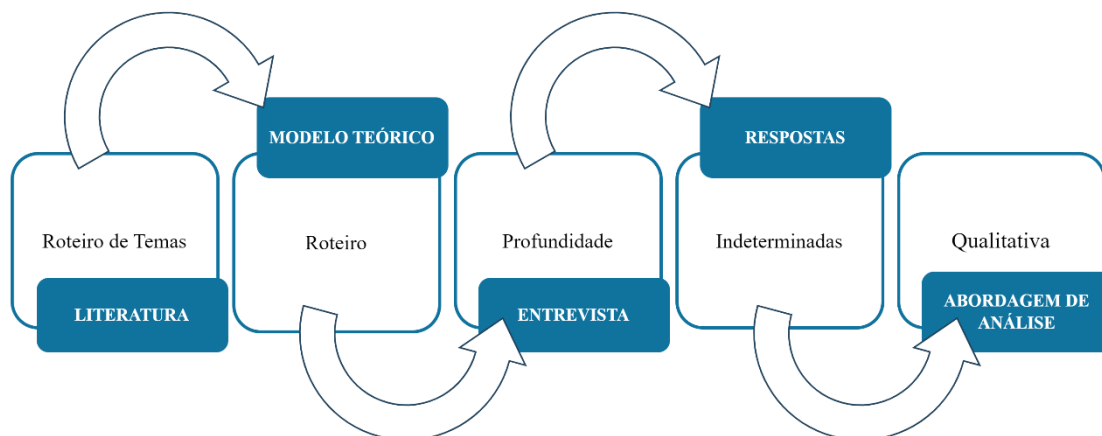 Roteiro de Temas
LITERATURA
MODELO TEÓRICO
Roteiro
Profundidade
ENTREVISTA
RESPOSTAS
Indeterminadas
Qualitativa
ABORDAGEM DE
ANÁLISE